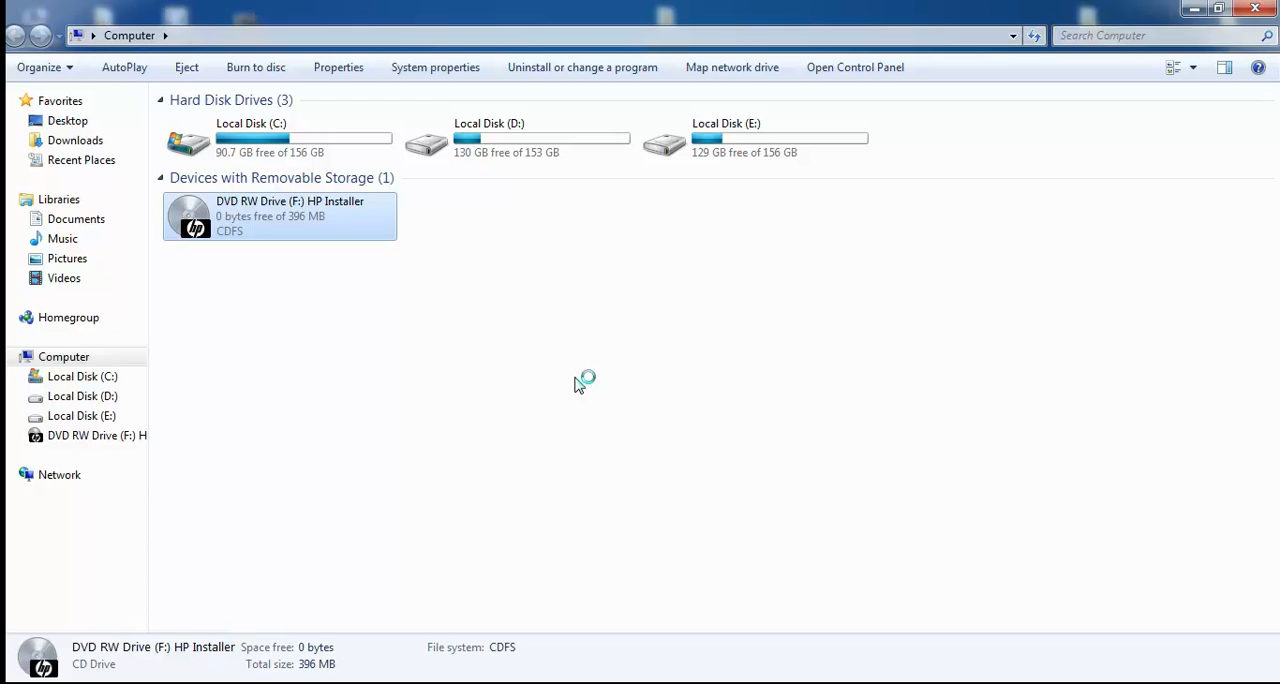 Computer
Search Computer
Organize
AutoPlay
Eject
Burn to disc
Properties
System properties
Uninstall or change a program
Map network drive
Open Control Panel
Favorites
Desktop
Downloads
Recent Places
Libraries
Documents
Music
Pictures
Videos
Homegroup
Computer
Local Disk (C:)
Local Disk (D:)
Local Disk (E:)
DVD RW Drive (F:) H
Network
Hard Disk Drives (3)
Local Disk (C:)
90.7 GB free of 156 GB
Local Disk (D:)
130 GB free of 153 GB
Local Disk (E:)
129 GB free of 156 GB
Devices with Removable Storage (1)
DVD RW Drive (F:) HP Installer
0 bytes free of 396 MB
CDFS
hp
DVD RW Drive (F:) HP Installer
Space free: 0 bytes
File system: CDFS
CD Drive
Total size: 396 MB
hp